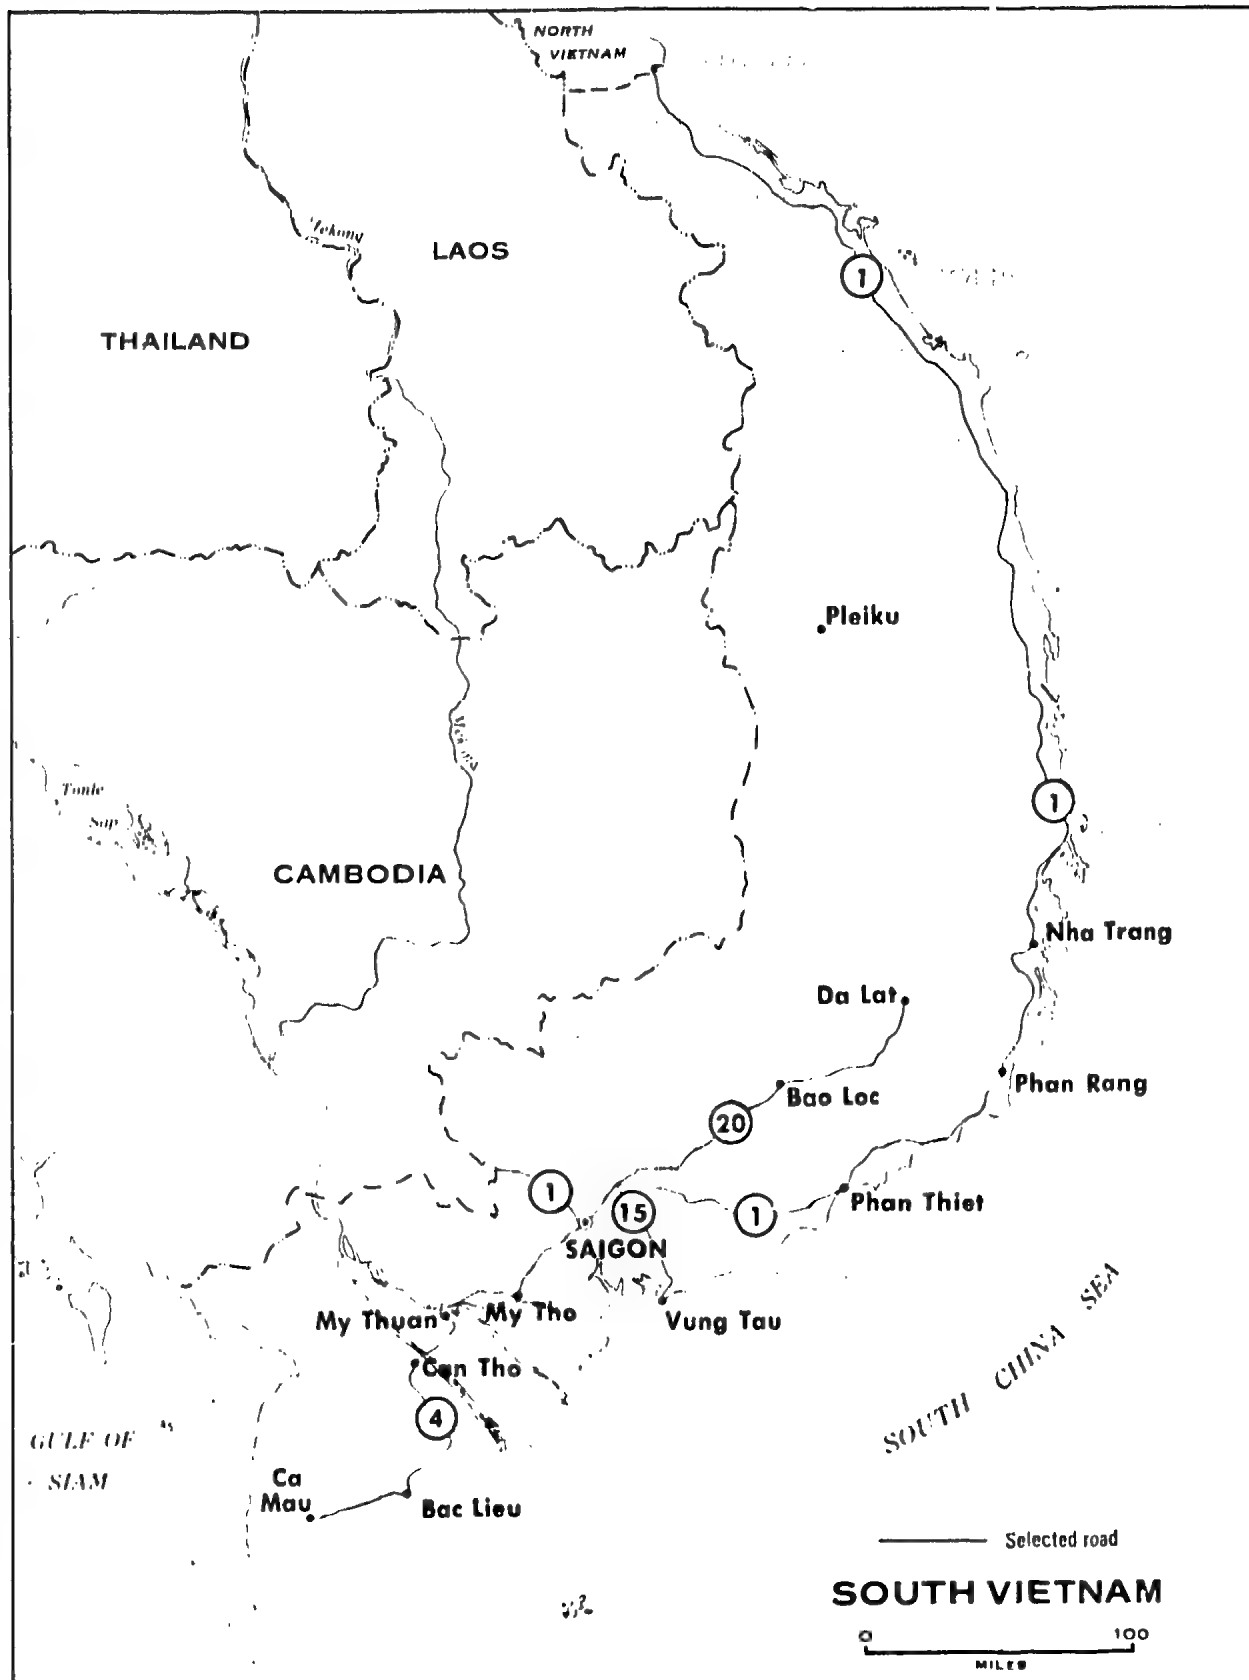 NORTH
VIETNAM
Mekong
LAOS
1
THAILAND
Pleiku
Mekong
Tonle
Sap
1
CAMBODIA
Nha Trang
Da Lat
Phan Rang
Bao Loc
20
1
15
1
Phan Thiet
SAIGON
My Thuan
My Tho
Vung Tau
Can Tho
4
SOUTH CHINA SEA
GULF OF
SIAM
Ca
Mau
Bac Lieu
Selected road
SOUTH VIETNAM
0 100
MILES